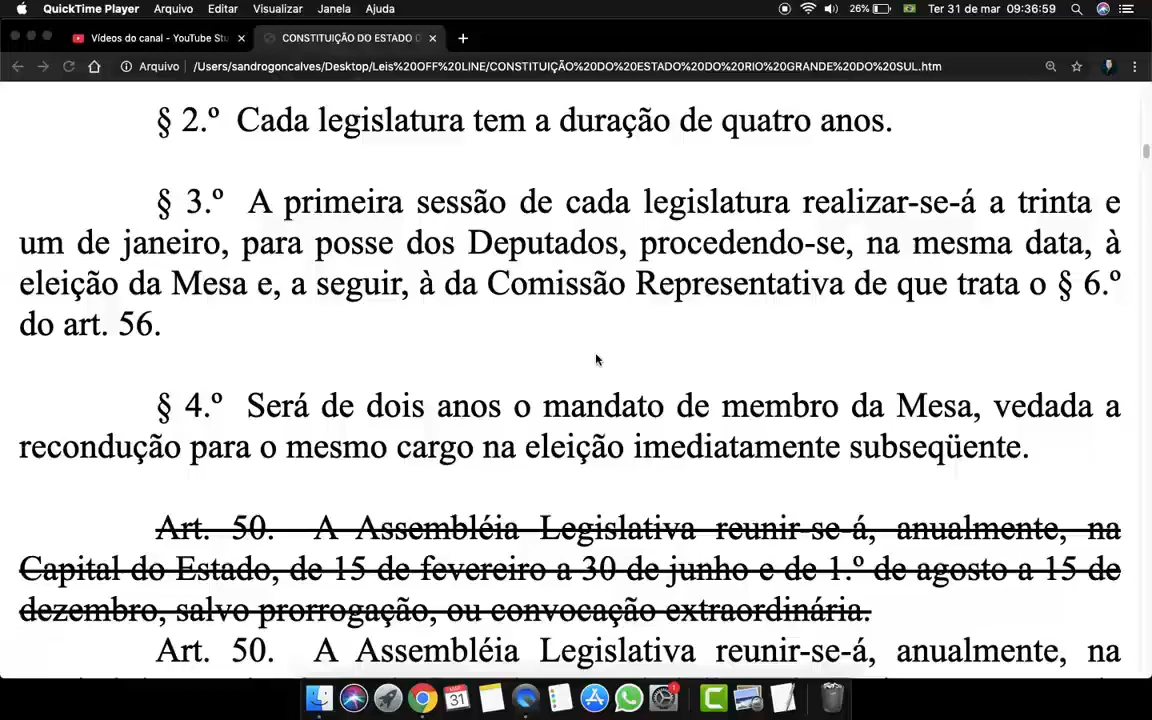 QuickTime Player Arquivo Editar Visualizar Janela Ajuda 26% Ter 31 de mar 09:36:59
Vídeos do canal - YouTube Stu CONSTITUIÇÃO DO ESTADO
Arquivo /Users/sandrogoncalves/Desktop/Leis%20OFF%20LINE/CONSTITUIÇÃO%20DO%20ESTADO%20DO%20RIO%20GRANDE%20DO%20SUL.htm
§ 2.º Cada legislatura tem a duração de quatro anos.
§ 3.º A primeira sessão de cada legislatura realizar-se-á a trinta e
um de janeiro, para posse dos Deputados, procedendo-se, na mesma data, à
eleição da Mesa e, a seguir, à da Comissão Representativa de que trata o § 6.º
do art. 56.
§ 4.º Será de dois anos o mandato de membro da Mesa, vedada a
recondução para o mesmo cargo na eleição imediatamente subseqüente.
Art. 50. A Assembléia Legislativa reunir-se-á, anualmente, na
Capital do Estado, de 15 de fevereiro a 30 de junho e de 1.º de agosto a 15 de
dezembro, salvo prorrogação, ou convocação extraordinária.
Art. 50. A Assembléia Legislativa reunir-se-á, anualmente, na
31
1